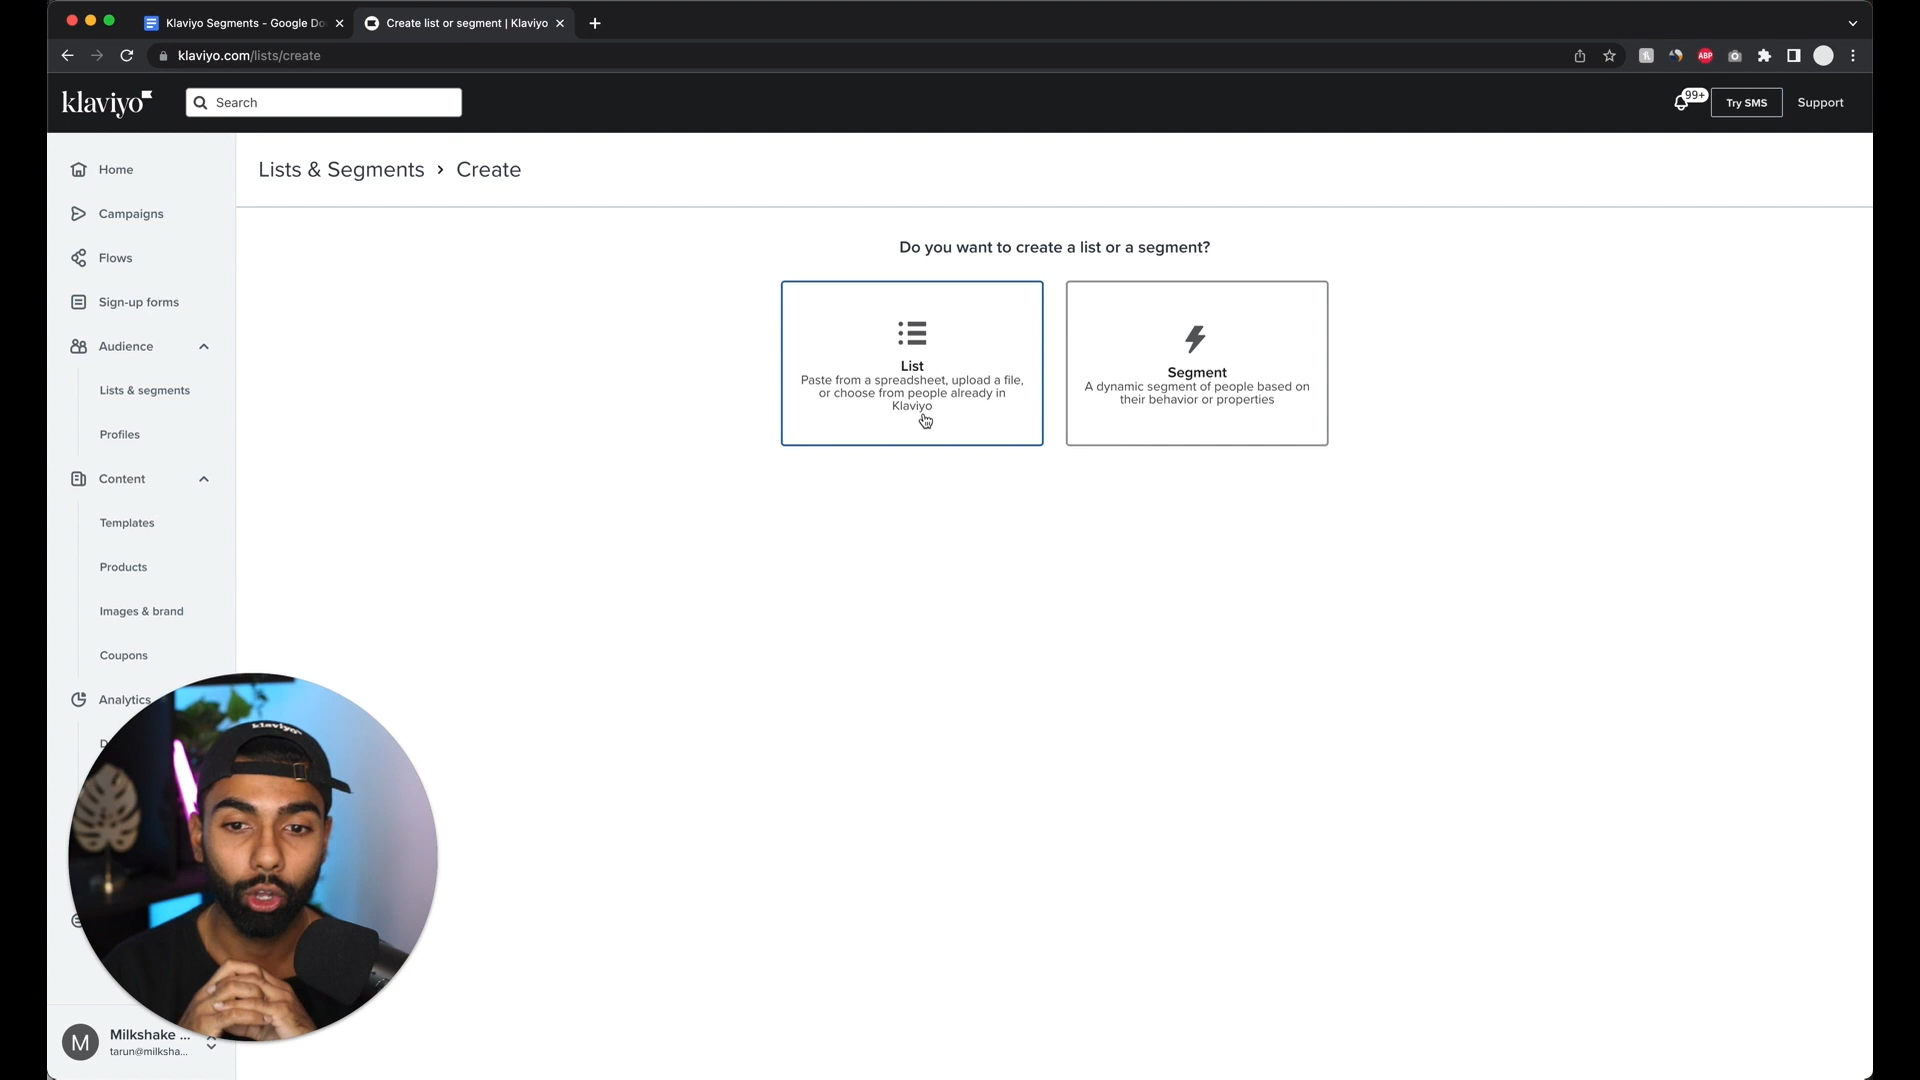 Klaviyo Segments - Google Do
Create list or segment | Klaviyo
klaviyo.com/lists/create
ABP
klaviyo
Search
99+
Try SMS
Support
Home
Campaigns
Flows
Sign-up forms
Audience
Lists & segments
Profiles
Content
Templates
Products
Images & brand
Coupons
Analytics
Lists & Segments › Create
Do you want to create a list or a segment?
List
Paste from a spreadsheet, upload a file,
or choose from people already in
Klaviyo
Segment
A dynamic segment of people based on
their behavior or properties
klaviyo
M
Milkshake ...
tarun@milksha...